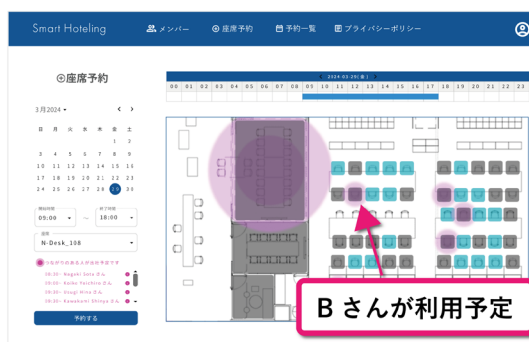 Smart Hoteling
メンバー
座席予約
予約一覧
プライバシーポリシー
座席予約
2024-03-29(金)
00 01 02 03 04 05 06 07 08 09 10 11 12 13 14 15 16 17 18 19 20 21 22 23
3月2024
日 月 火 水 木 金 土
1 2
3 4 5 6 7 8 9
10 11 12 13 14 15 16
17 18 19 20 21 22 23
24 25 26 27 28 29 30
開始時間
終了時間
09:00
~
18:00
座席
N-Desk_108
つながりのある人が出社予定です
Bさんが利用予定
予約する